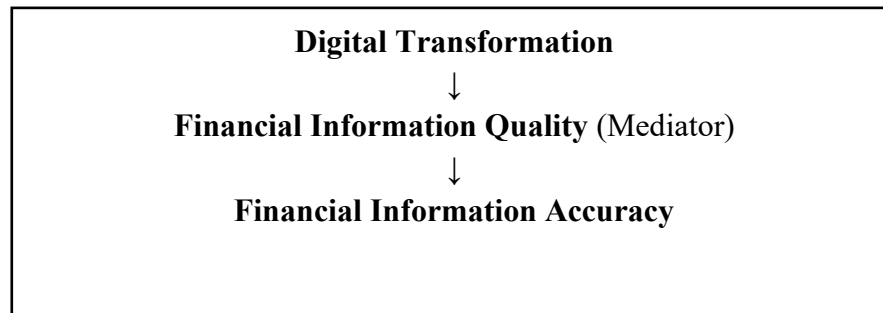 Digital Transformation
↓
Financial Information Quality (Mediator)
↓
Financial Information Accuracy